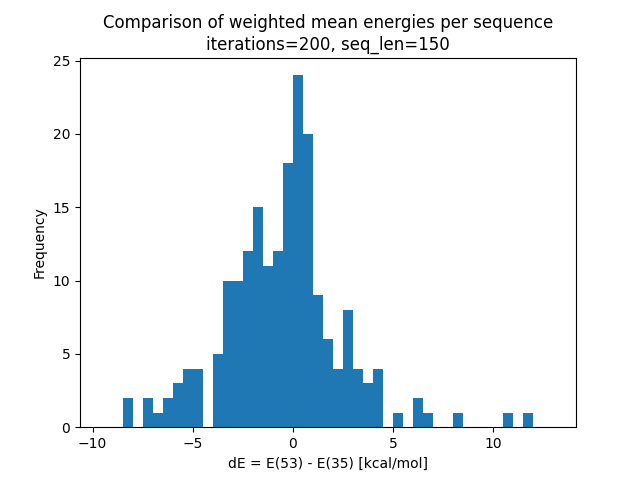 Comparison of weighted mean energies per sequence
iterations=200, seq_len=150
25
20
15
10
5
0
Frequency
−10
−5
0
5
10
dE = E(53) - E(35) [kcal/mol]